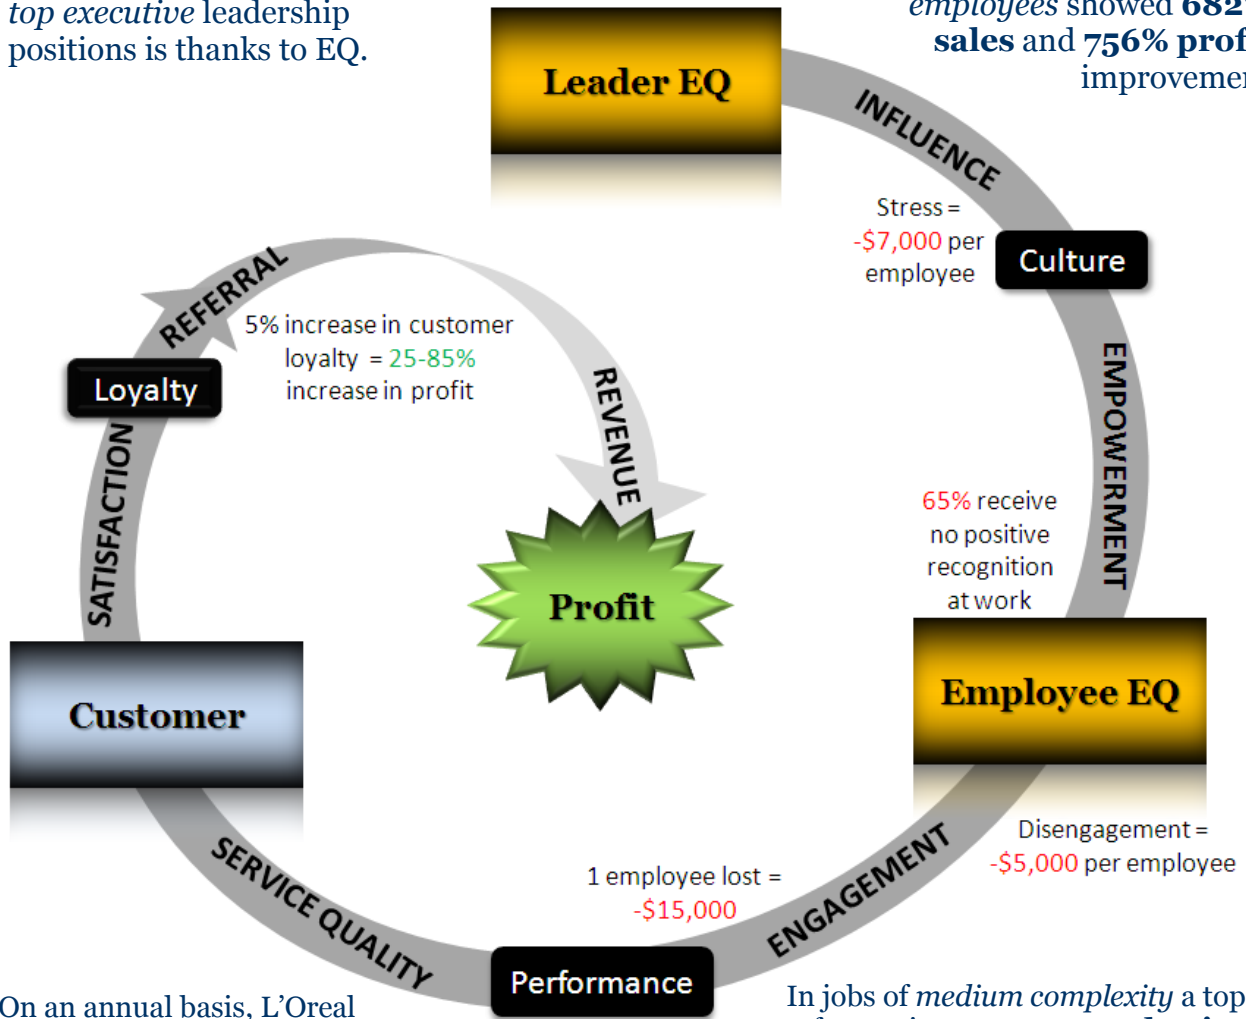 top executive leadership
positions is thanks to EQ.
employees showed 682%
sales and 756% profit
improvement
Leader EQ
INFLUENCE
Stress =
-$7,000 per
employee
Culture
REFERRAL
5% increase in customer
loyalty = 25-85%
increase in profit
Loyalty
REVENUE
EMPOWERMENT
SATISFACTION
65% receive
no positive
recognition
at work
Profit
Employee EQ
Customer
Disengagement =
-$5,000 per employee
ENGAGEMENT
SERVICE QUALITY
1 employee lost =
-$15,000
Performance
On an annual basis, L’Oreal
In jobs of medium complexity a top